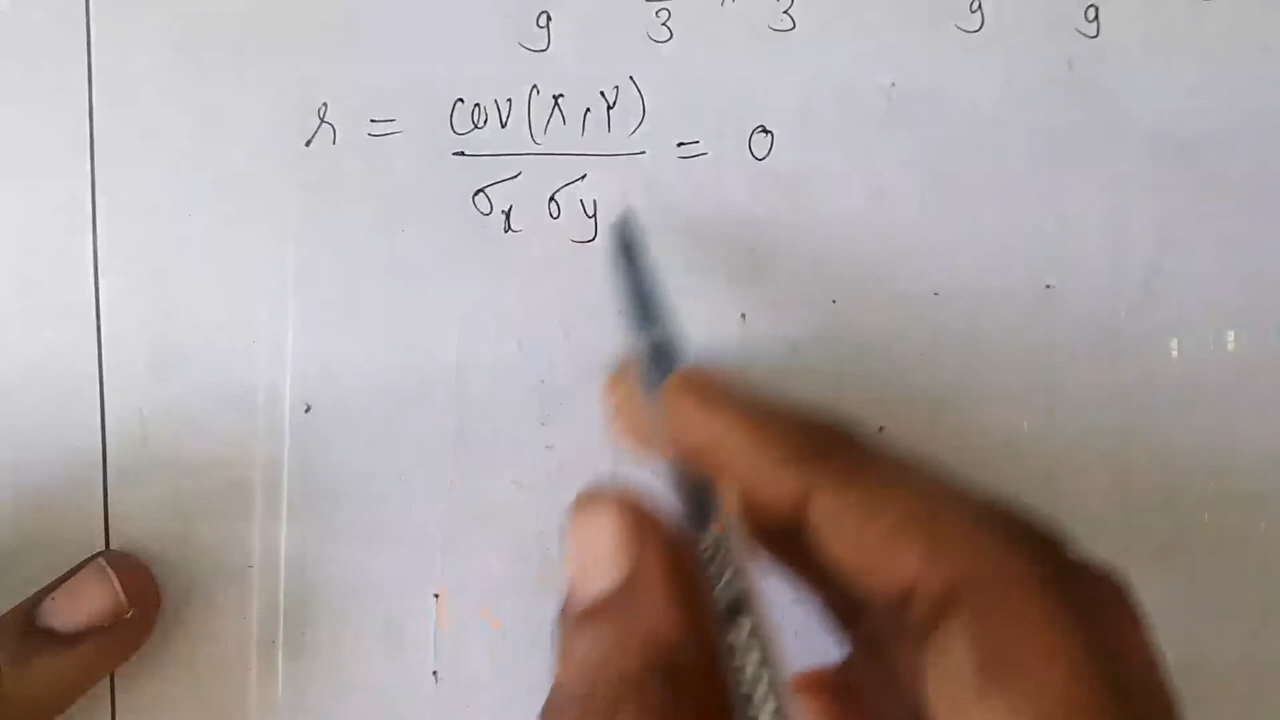 9 3 3 9 9
r = cov(x,y) / σx σy = 0